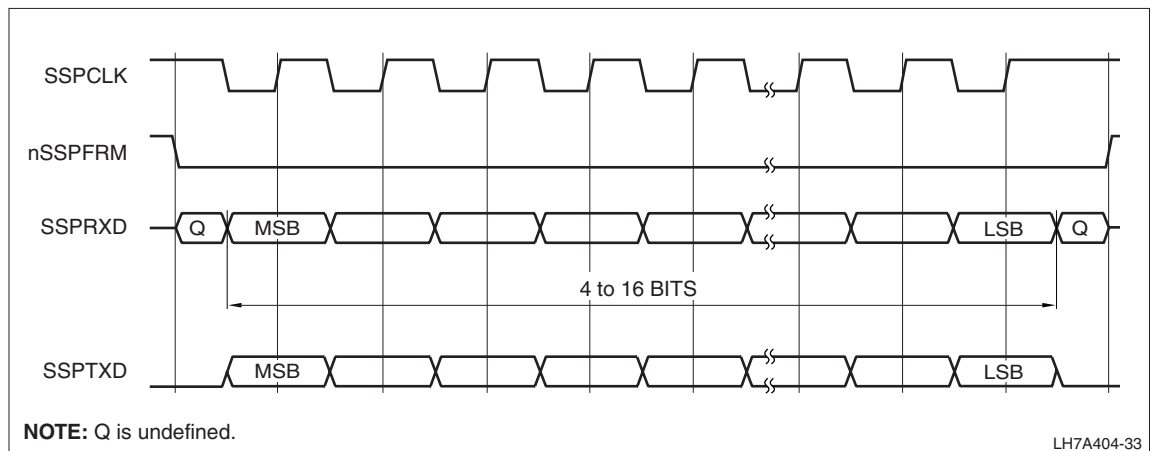 SSPCLK
nSSPFRM
SSPRXD Q MSB LSB Q
4 to 16 BITS
SSPTXD MSB LSB
NOTE: Q is undefined.
LH7A404-33